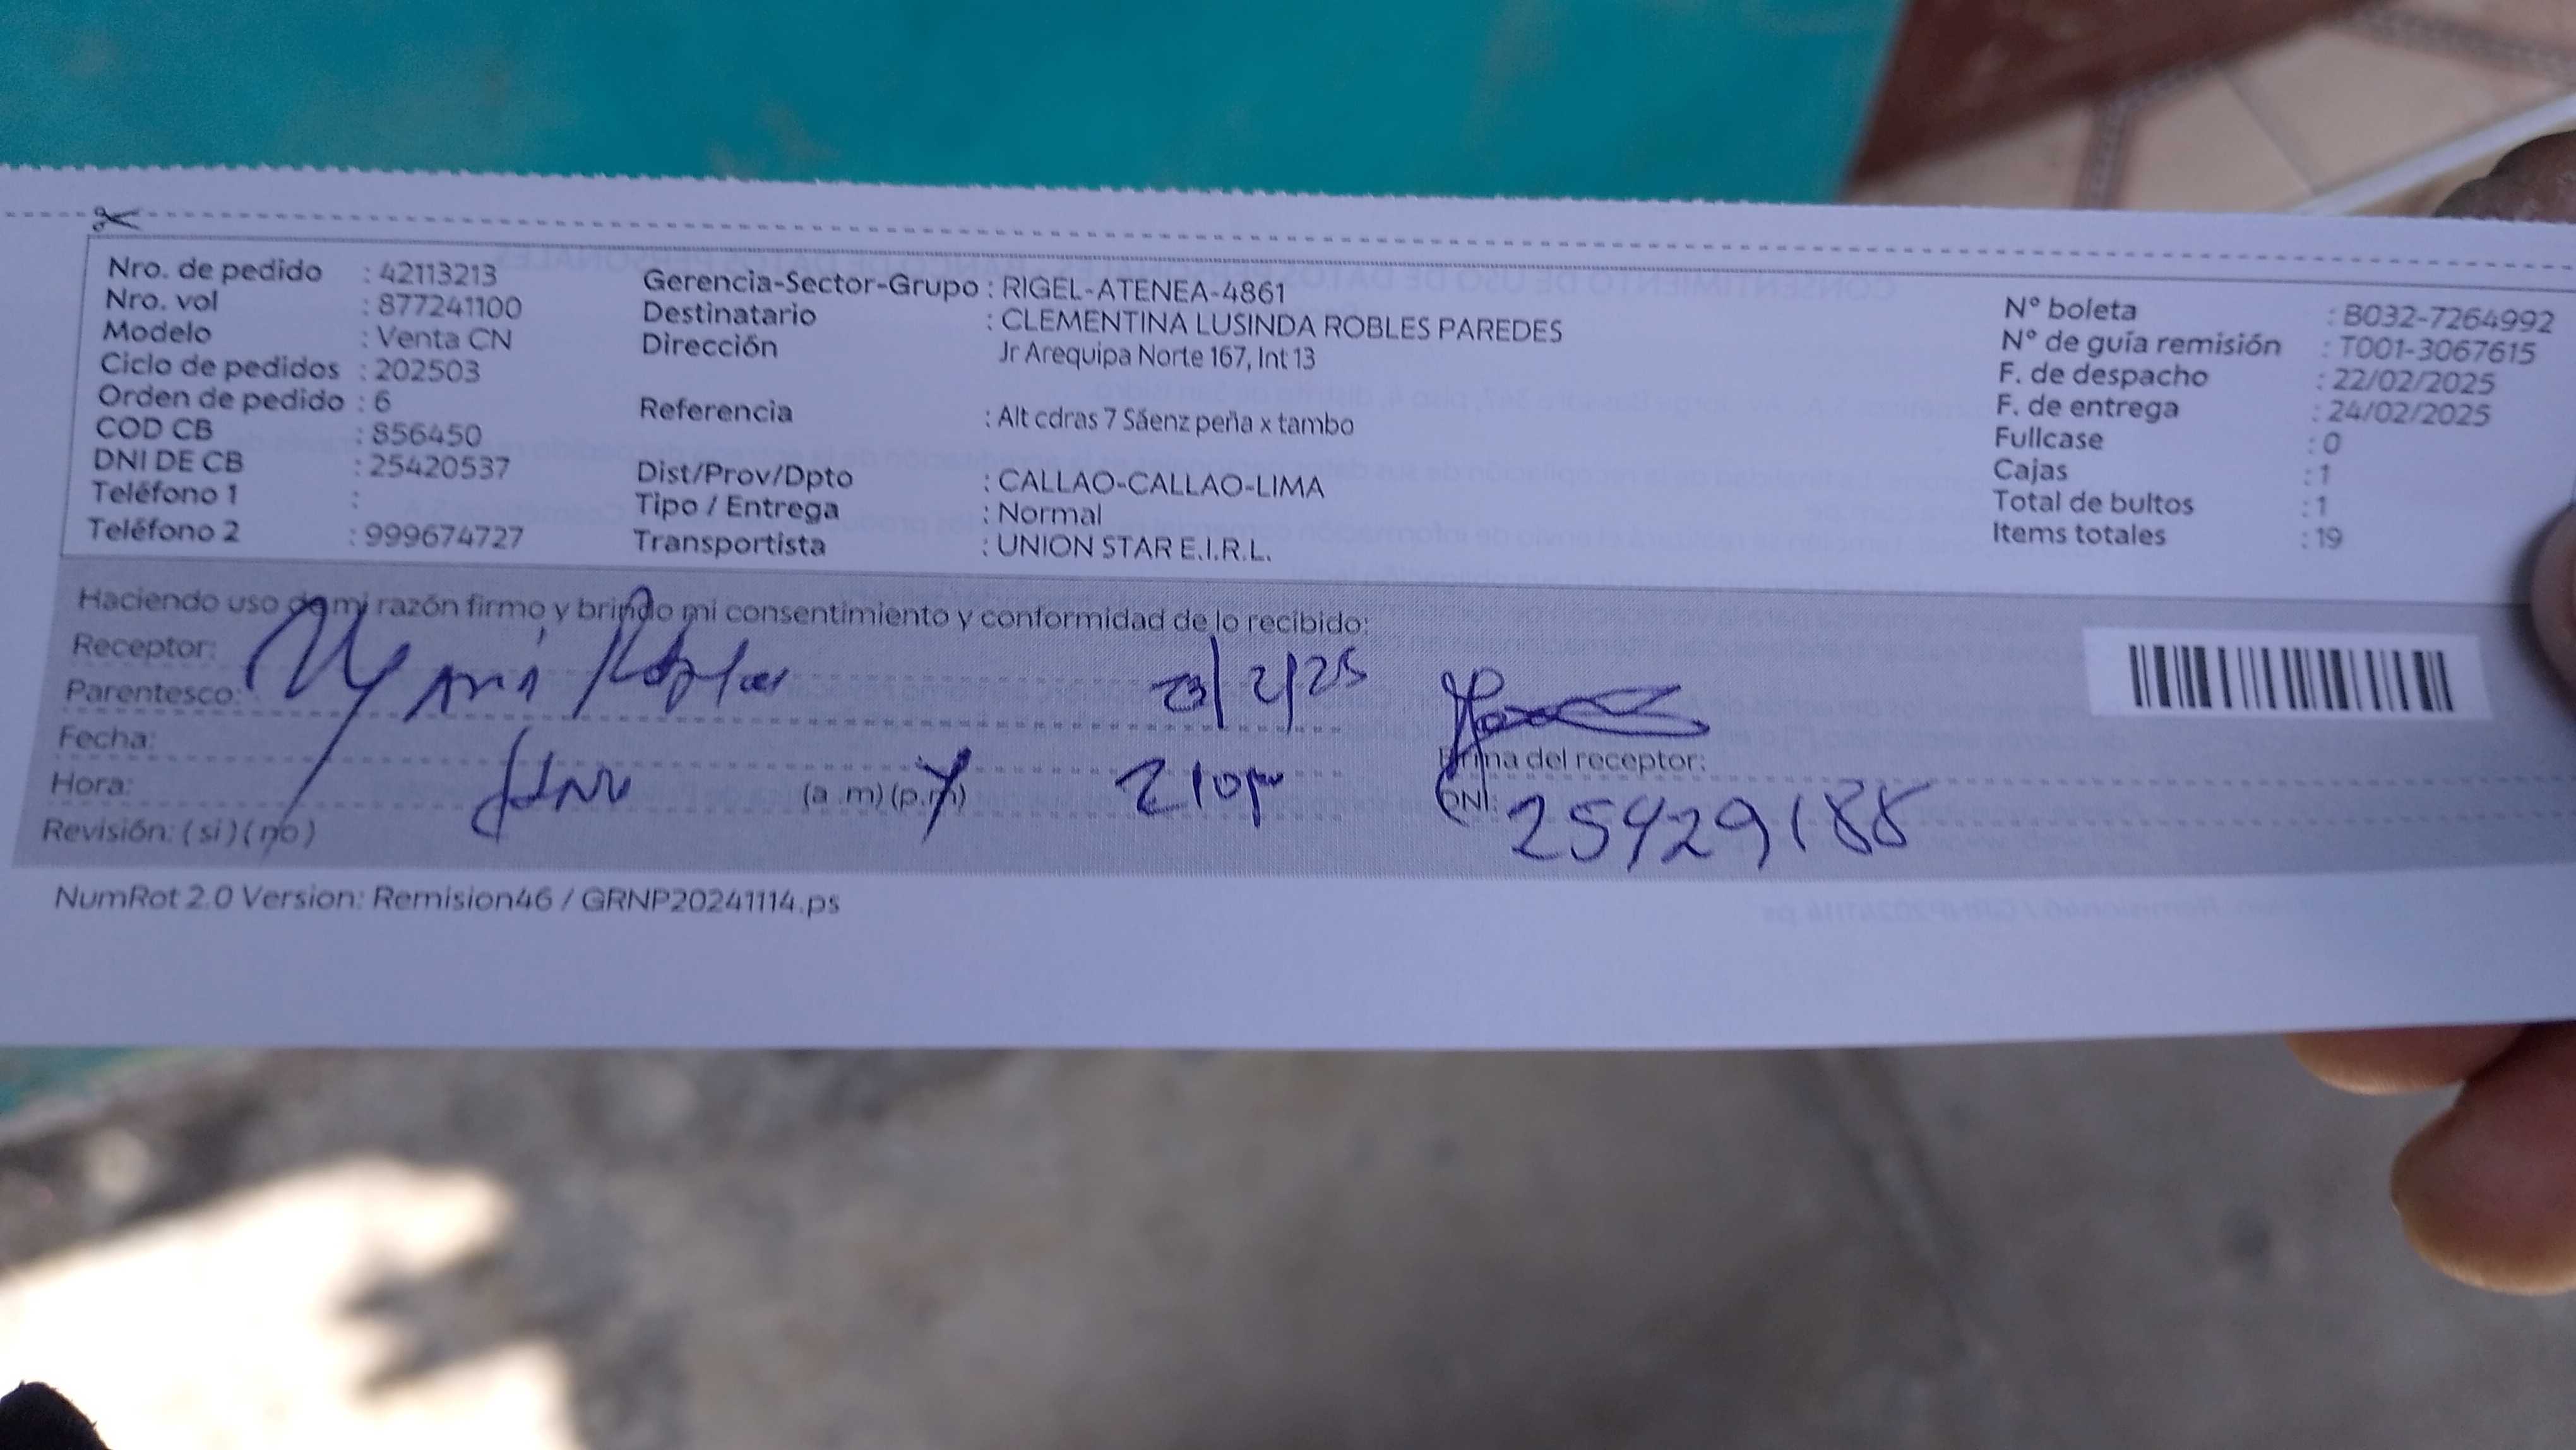 Nro. de pedido : 42113213
Nro. vol : 877241100
Modelo : Venta CN
Ciclo de pedidos : 202503
Orden de pedido : 6
COD CB : 856450
DNI DE CB : 25420537
Teléfono 1 :
Teléfono 2 : 999674727
Gerencia-Sector-Grupo : RIGEL-ATENEA-4861
Destinatario : CLEMENTINA LUSINDA ROBLES PAREDES
Dirección Jr Arequipa Norte 167, Int 13
Referencia : Alt cdras 7 Sáenz peña x tambo
Dist/Prov/Dpto : CALLAO-CALLAO-LIMA
Tipo / Entrega : Normal
Transportista : UNION STAR E.I.R.L.
N° boleta : B032-7264992
N° de guía remisión : T001-3067615
F. de despacho : 22/02/2025
F. de entrega : 24/02/2025
Fullcase : 0
Cajas : 1
Total de bultos : 1
Items totales : 19
Haciendo uso de mi razón firmo y brindo mi consentimiento y conformidad de lo recibido:
Receptor:
Parentesco:
Fecha:
Hora: (a .m) (p.m)
Revisión: ( si ) ( no )
Firma del receptor:
DNI: 25429188
NumRot 2.0 Version: Remision46 / GRNP20241114.ps